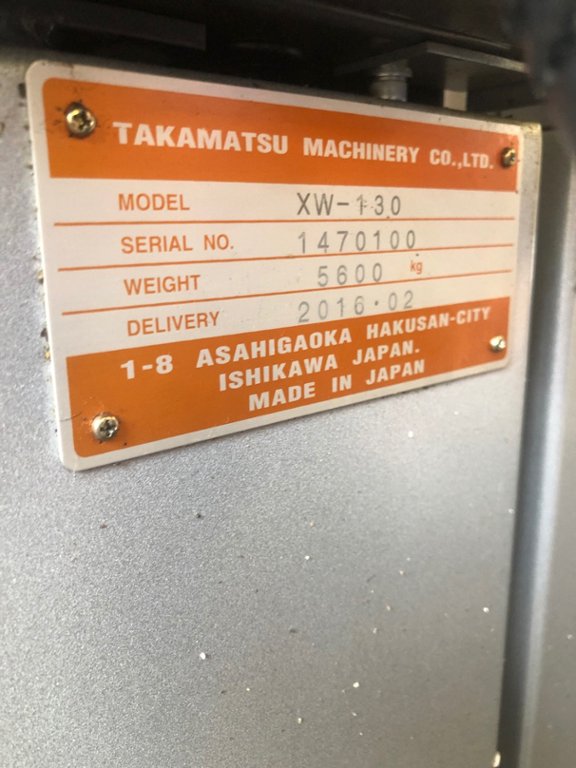 TAKAMATSU MACHINERY CO.,LTD.
MODEL XW-130
SERIAL NO. 1470100
WEIGHT 5600 kg
DELIVERY 2016·02
1-8 ASAHIGAOKA HAKUSAN-CITY
ISHIKAWA JAPAN.
MADE IN JAPAN